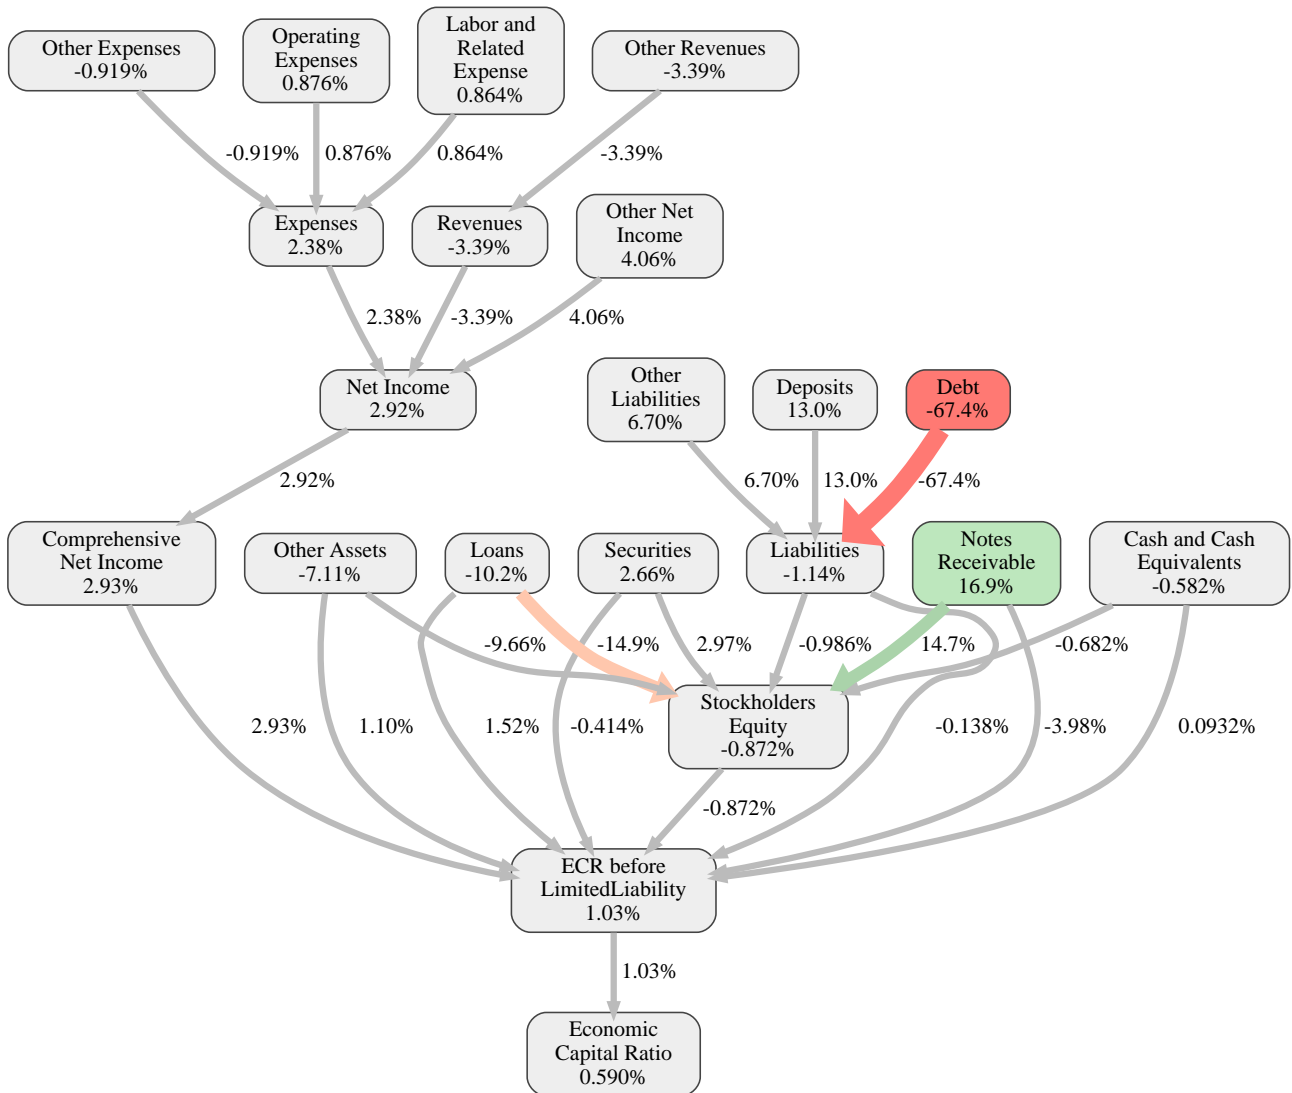 Other Expenses
-0.919%
Operating
Expenses
0.876%
Labor and
Related
Expense
0.864%
Other Revenues
-3.39%
-0.919%
0.876%
0.864%
-3.39%
Expenses
2.38%
Revenues
-3.39%
Other Net
Income
4.06%
2.38%
-3.39%
4.06%
Net Income
2.92%
Other
Liabilities
6.70%
Deposits
13.0%
Debt
-67.4%
2.92%
6.70%
13.0%
-67.4%
Comprehensive
Net Income
2.93%
Other Assets
-7.11%
Loans
-10.2%
Securities
2.66%
Liabilities
-1.14%
Notes
Receivable
16.9%
Cash and Cash
Equivalents
-0.582%
-9.66%
-14.9%
2.97%
-0.986%
14.7%
-0.682%
Stockholders
Equity
-0.872%
2.93%
1.10%
1.52%
-0.414%
-0.138%
-3.98%
0.0932%
-0.872%
ECR before
LimitedLiability
1.03%
1.03%
Economic
Capital Ratio
0.590%